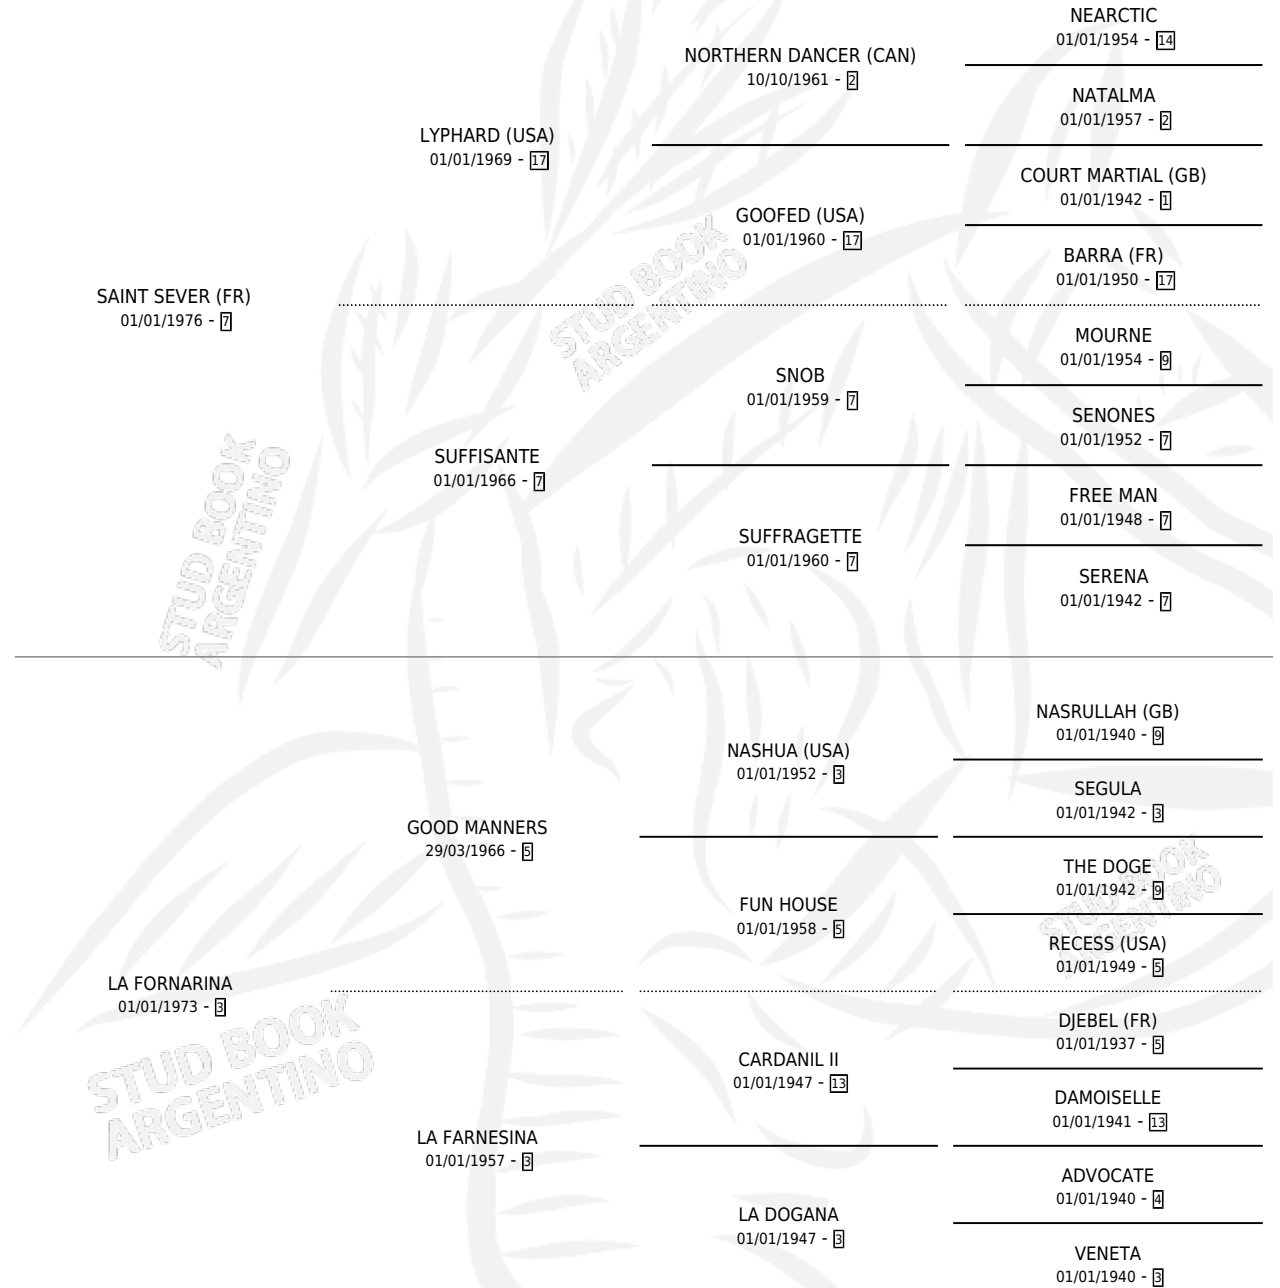 NEARCTIC
01/01/1954 - 14
NORTHERN DANCER (CAN)
10/10/1961 - 2
NATALMA
01/01/1957 - 2
LYPHARD (USA)
01/01/1969 - 17
COURT MARTIAL (GB)
01/01/1942 - 1
GOOFED (USA)
01/01/1960 - 17
BARRA (FR)
01/01/1950 - 17
SAINT SEVER (FR)
01/01/1976 - 7
STUD BOOK
ARGENTINO
MOURNE
01/01/1954 - 9
SNOB
01/01/1959 - 7
SENONES
01/01/1952 - 7
SUFFISANTE
01/01/1966 - 7
FREE MAN
01/01/1948 - 7
SUFFRAGETTE
01/01/1960 - 7
SERENA
01/01/1942 - 7
STUD BOOK
ARGENTINO
NASRULLAH (GB)
01/01/1940 - 9
NASHUA (USA)
01/01/1952 - 3
SEGULA
01/01/1942 - 3
GOOD MANNERS
29/03/1966 - 5
THE DOGE
01/01/1942 - 9
FUN HOUSE
01/01/1958 - 5
RECESS (USA)
01/01/1949 - 5
STUD BOOK
ARGENTINO
LA FORNARINA
01/01/1973 - 3
DJEBEL (FR)
01/01/1937 - 5
CARDANIL II
01/01/1947 - 13
DAMOISELLE
01/01/1941 - 13
STUD BOOK
ARGENTINO
LA FARNESINA
01/01/1957 - 3
ADVOCATE
01/01/1940 - 4
LA DOGANA
01/01/1947 - 3
VENETA
01/01/1940 - 3